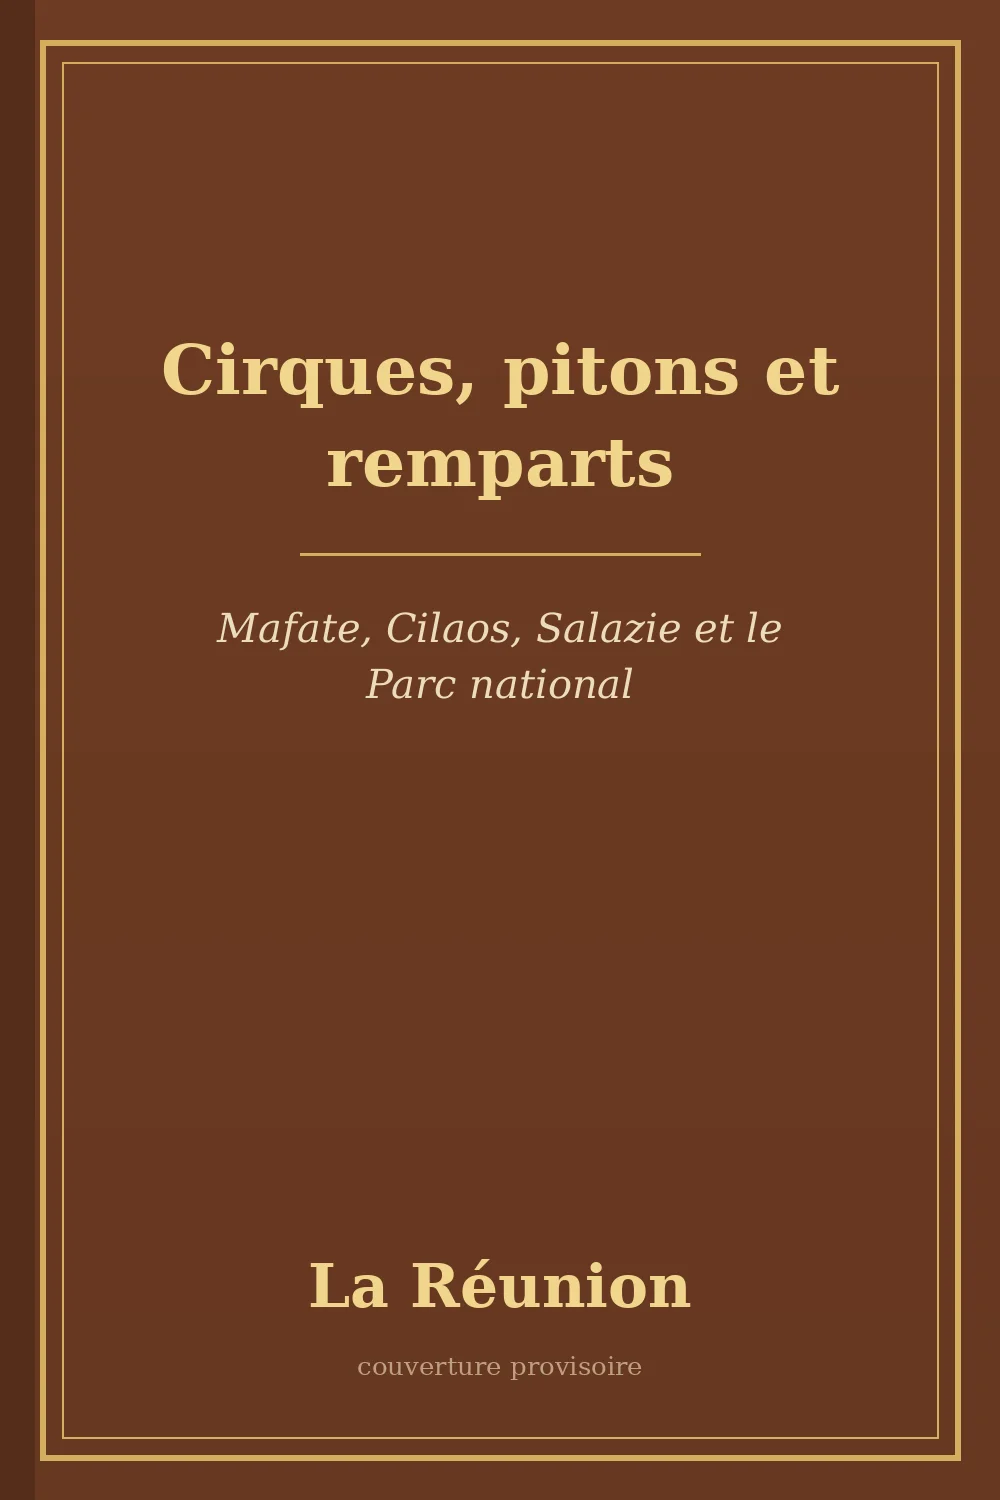 Cirques, pitons et
remparts
Mafate, Cilaos, Salazie et le
Parc national
La Réunion
couverture provisoire